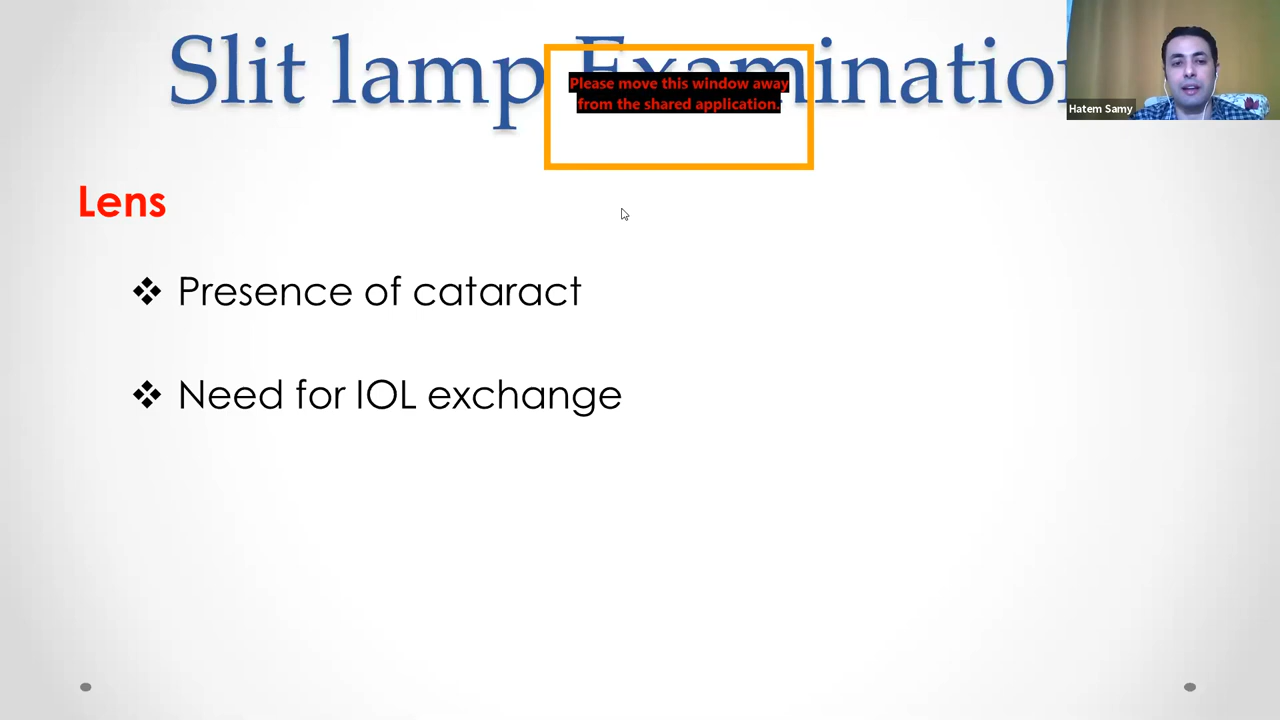 Slit lamp Examination
Please move this window away
from the shared application.
Hatem Samy
Lens
Presence of cataract
Need for IOL exchange